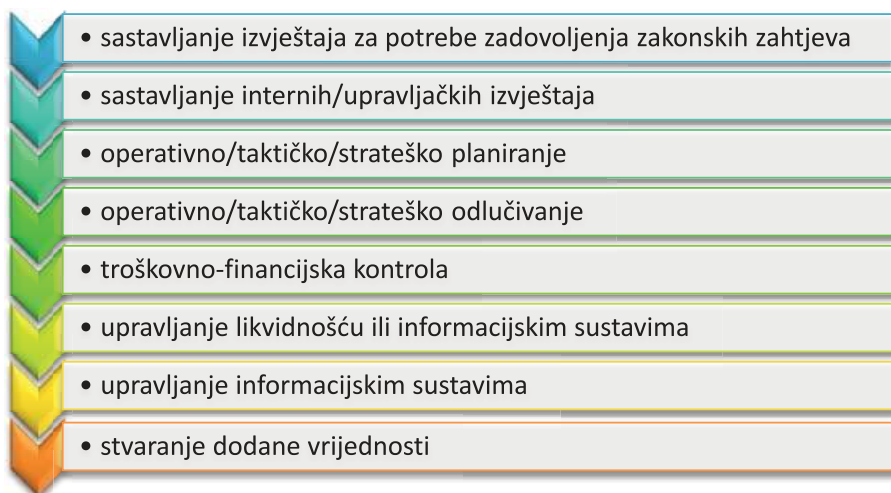 • sastavljanje izvještaja za potrebe zadovoljenja zakonskih zahtjeva
• sastavljanje internih/upravljačkih izvještaja
• operativno/taktičko/strateško planiranje
• operativno/taktičko/strateško odlučivanje
• troškovno-financijska kontrola
• upravljanje likvidnošću ili informacijskim sustavima
• upravljanje informacijskim sustavima
• stvaranje dodane vrijednosti